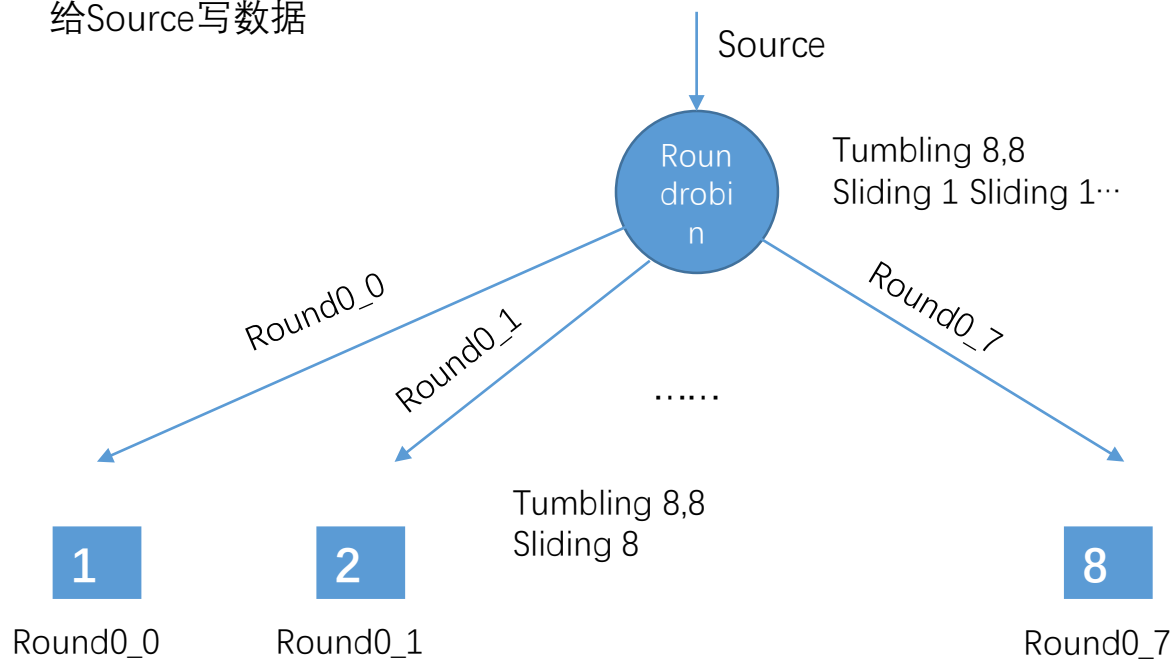 给Source写数据
Source
Roun
drobi
n
Tumbling 8,8
Sliding 1 Sliding 1…
Round0_0
Round0_1
Round0_7
……
Tumbling 8,8
Sliding 8
1
2
8
Round0_0
Round0_1
Round0_7